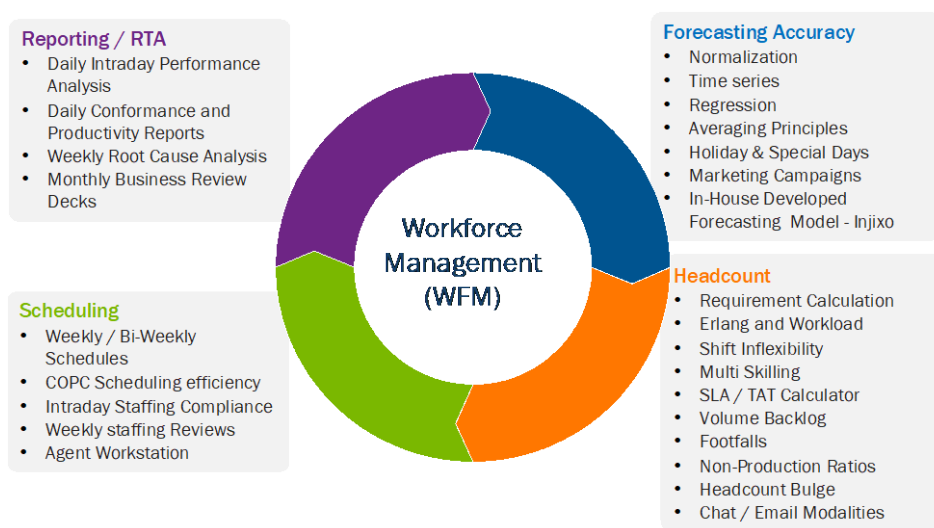 Reporting / RTA
• Daily Intraday Performance
Analysis
• Daily Conformance and
Productivity Reports
• Weekly Root Cause Analysis
• Monthly Business Review
Decks
Forecasting Accuracy
• Normalization
• Time series
• Regression
• Averaging Principles
• Holiday & Special Days
• Marketing Campaigns
• In-House Developed
Forecasting Model - Injixo
Workforce
Management
(WFM)
Scheduling
• Weekly / Bi-Weekly
Schedules
• COPC Scheduling efficiency
• Intraday Staffing Compliance
• Weekly staffing Reviews
• Agent Workstation
Headcount
• Requirement Calculation
• Erlang and Workload
• Shift Inflexibility
• Multi Skilling
• SLA / TAT Calculator
• Volume Backlog
• Footfalls
• Non-Production Ratios
• Headcount Bulge
• Chat / Email Modalities